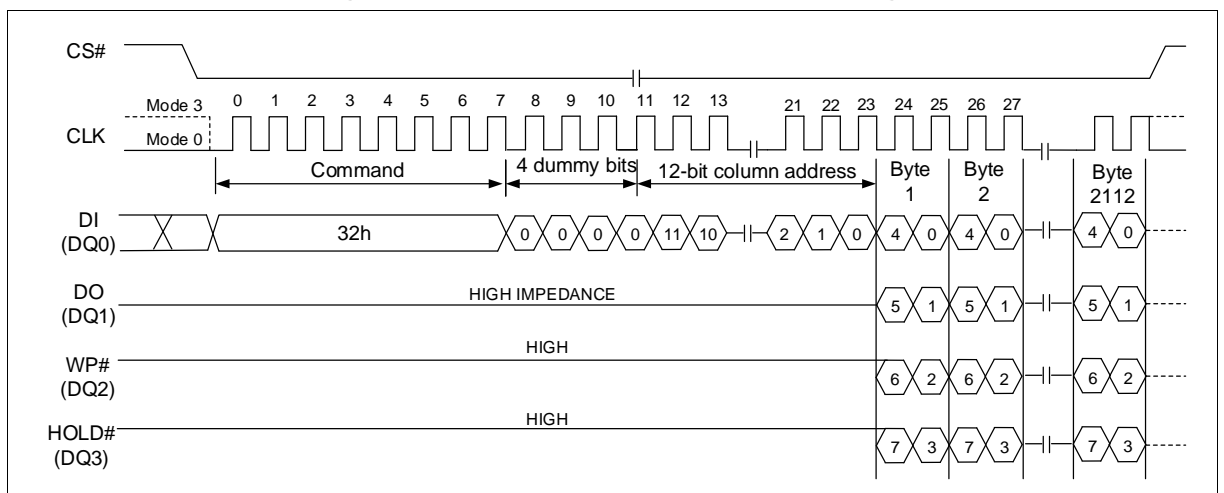 CS#
Mode 3 0 1 2 3 4 5 6 7 8 9 10 11 12 13 21 22 23 24 25 26 27
CLK
Mode 0
Command 4 dummy bits 12-bit column address Byte 1 Byte 2 Byte 2112
DI (DQ0) 32h 0 0 0 0 11 10 2 1 0 4 0 4 0 4 0
DO (DQ1) HIGH IMPEDANCE 5 1 5 1 5 1
WP# (DQ2) HIGH 6 2 6 2 6 2
HOLD# (DQ3) HIGH 7 3 7 3 7 3